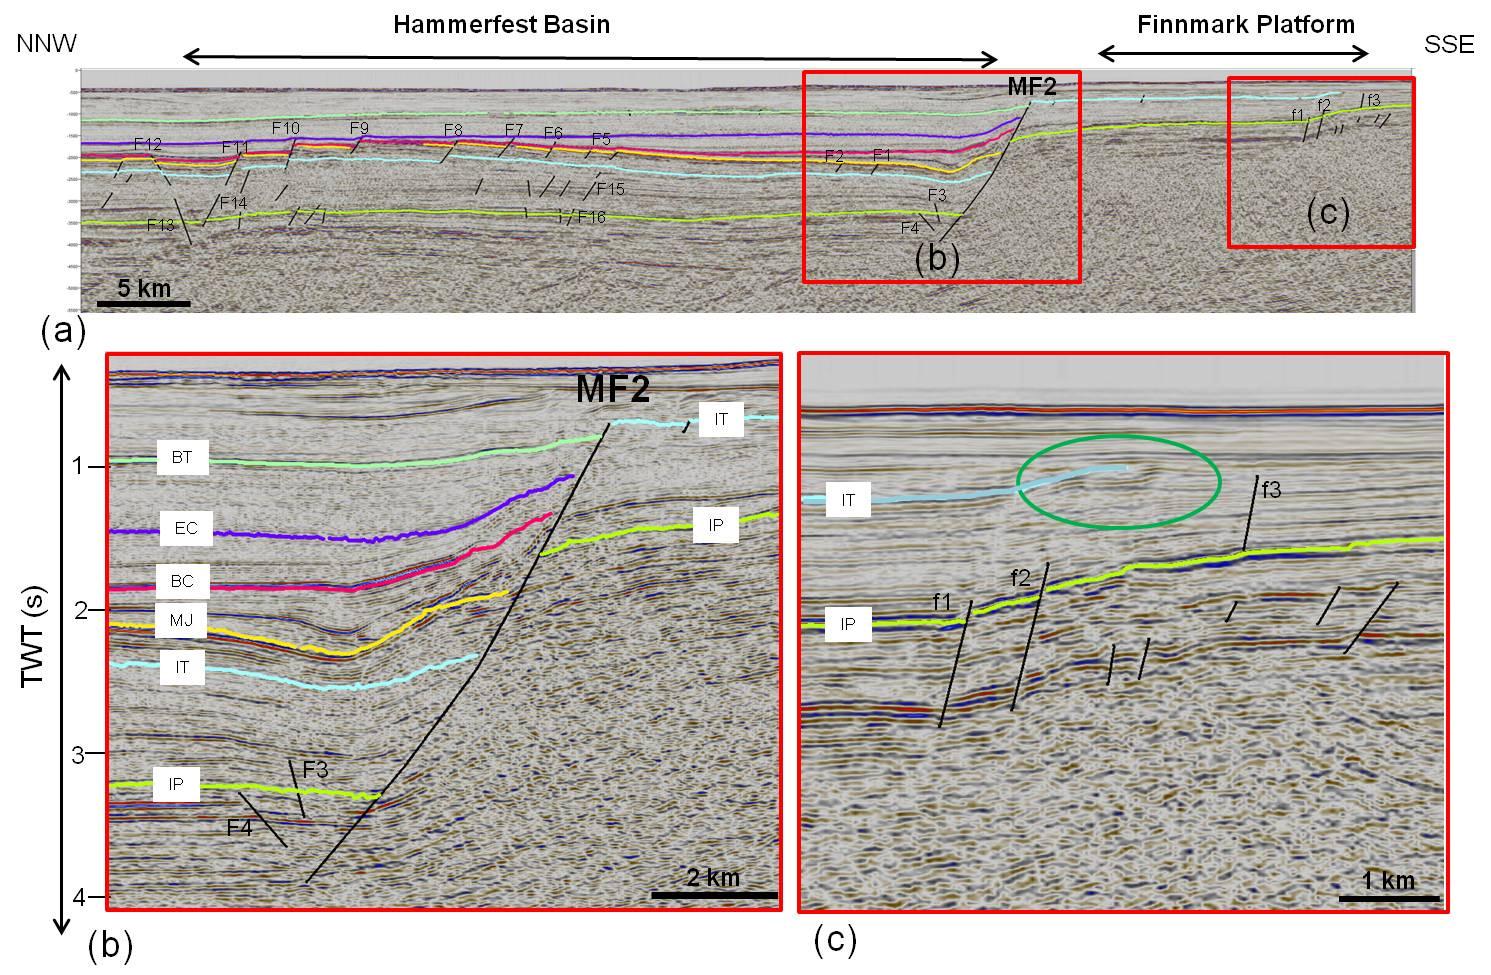 Hammerfest Basin
Finnmark Platform
NNW
SSE
MF2
F12
F11
F10
F9
F8
F7
F6
F5
F2
F1
f1
f2
f3
F14
F13
F15
F16
F3
F4
(b)
(c)
5 km
(a)
TWT (s)
1
2
3
4
MF2
IT
BT
EC
IP
BC
MJ
IT
IP
F3
F4
2 km
(b)
IT
f3
f2
f1
IP
1 km
(c)